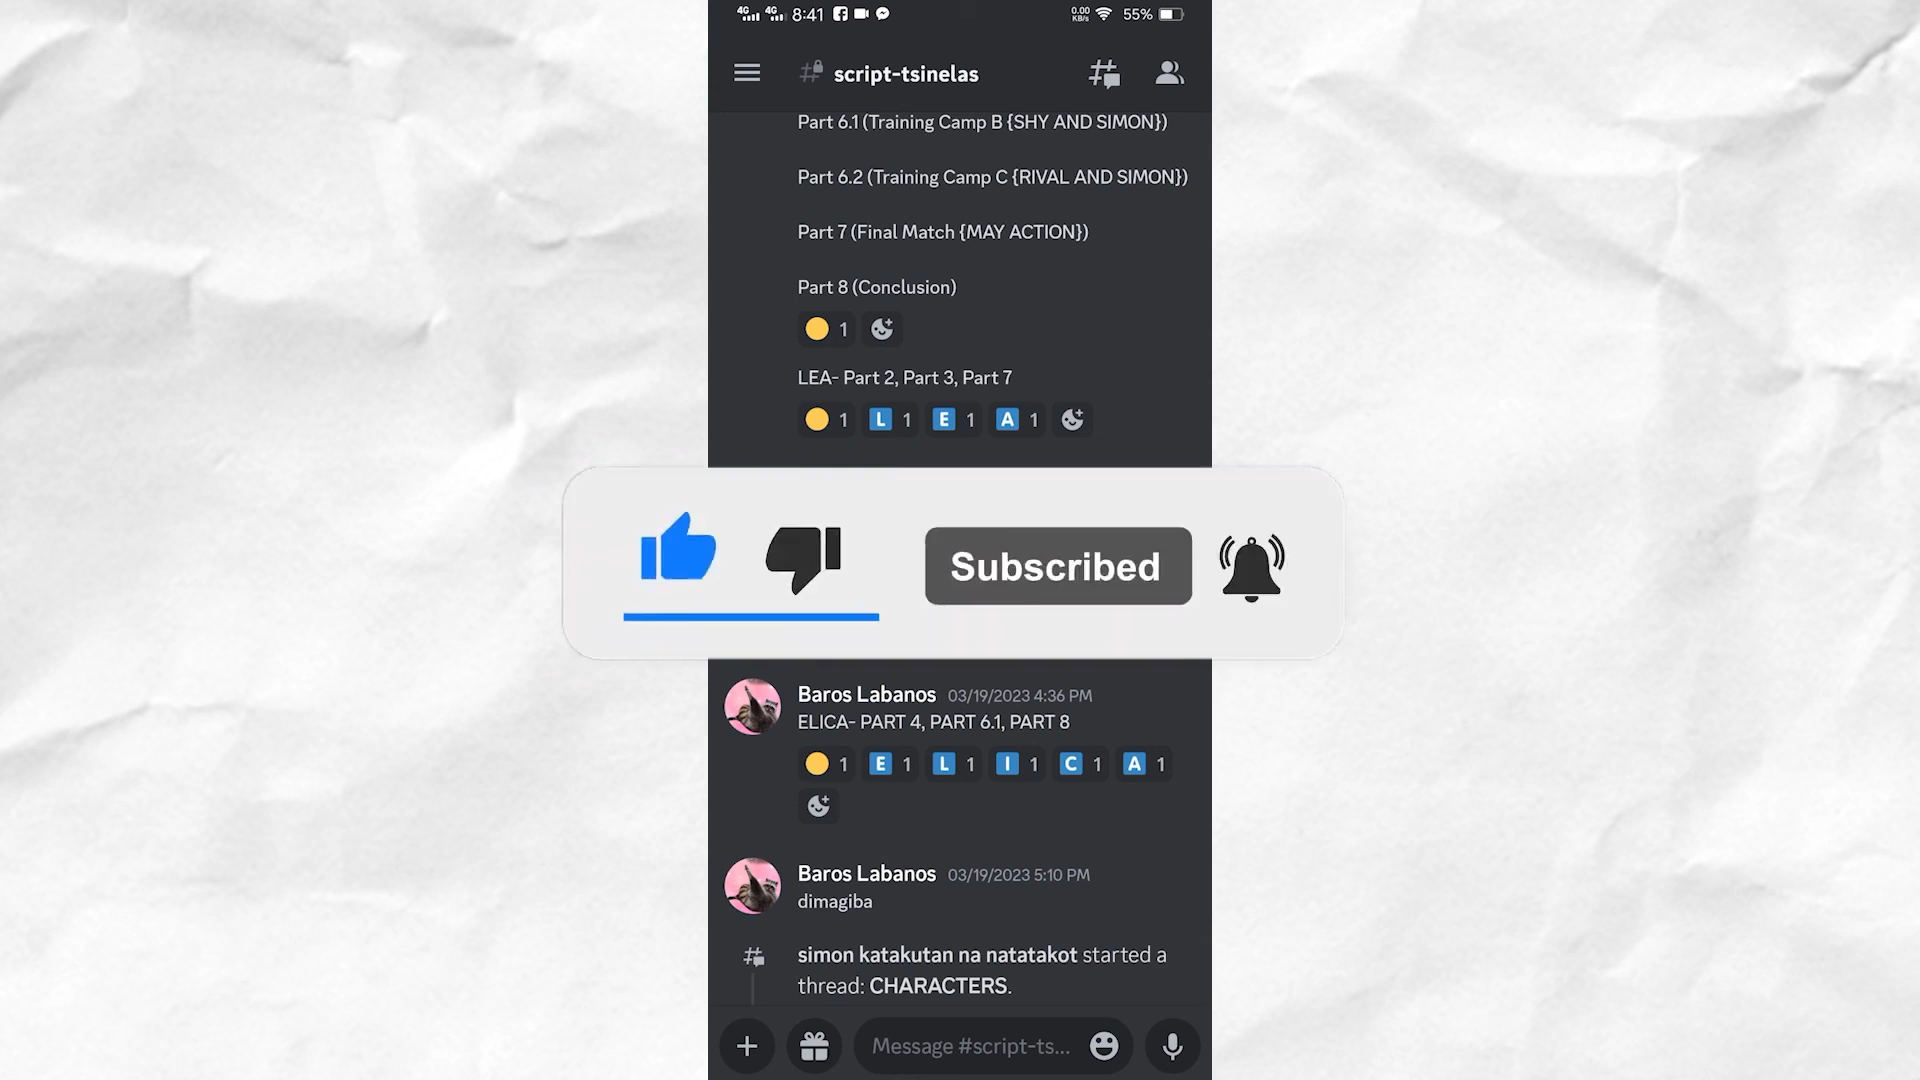 4G 4G 8:41 0.00 KB/s 55%
script-tsinelas
Part 6.1 (Training Camp B {SHY AND SIMON})
Part 6.2 (Training Camp C {RIVAL AND SIMON})
Part 7 (Final Match {MAY ACTION})
Part 8 (Conclusion)
1
LEA- Part 2, Part 3, Part 7
1 L 1 E 1 A 1
Subscribed
Baros Labanos 03/19/2023 4:36 PM
ELICA- PART 4, PART 6.1, PART 8
1 E 1 L 1 I 1 C 1 A 1
Baros Labanos 03/19/2023 5:10 PM
dimagiba
simon katakutan na natatakot started a
thread: CHARACTERS.
Message #script-ts...